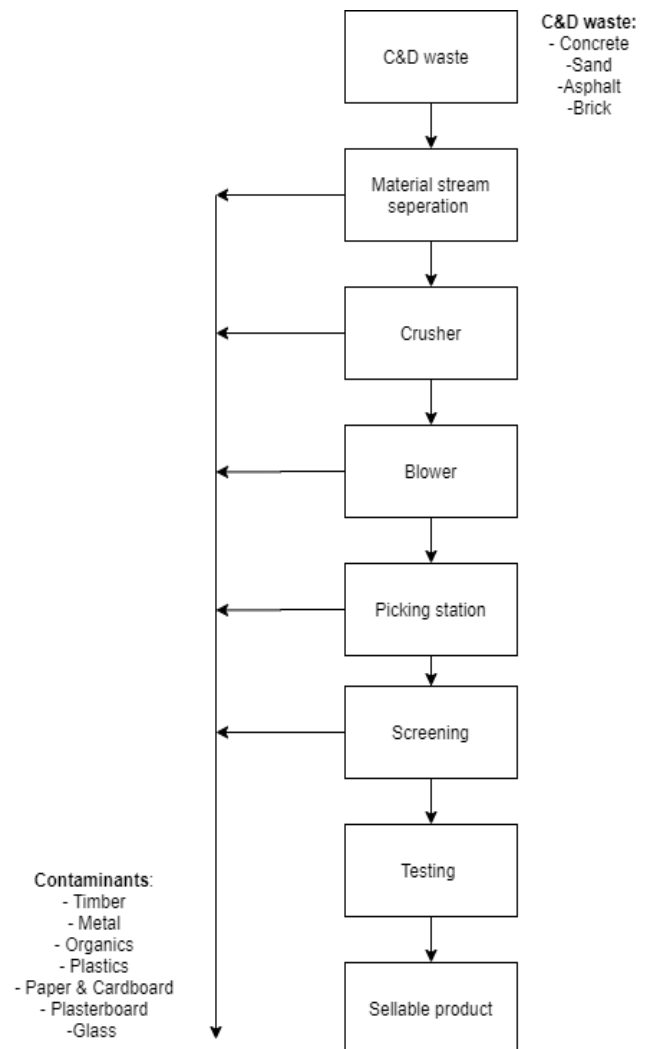 C&D waste
C&D waste:
- Concrete
-Sand
-Asphalt
-Brick
Material stream
seperation
Crusher
Blower
Picking station
Screening
Testing
Contaminants:
- Timber
- Metal
- Organics
- Plastics
- Paper & Cardboard
- Plasterboard
-Glass
Sellable product